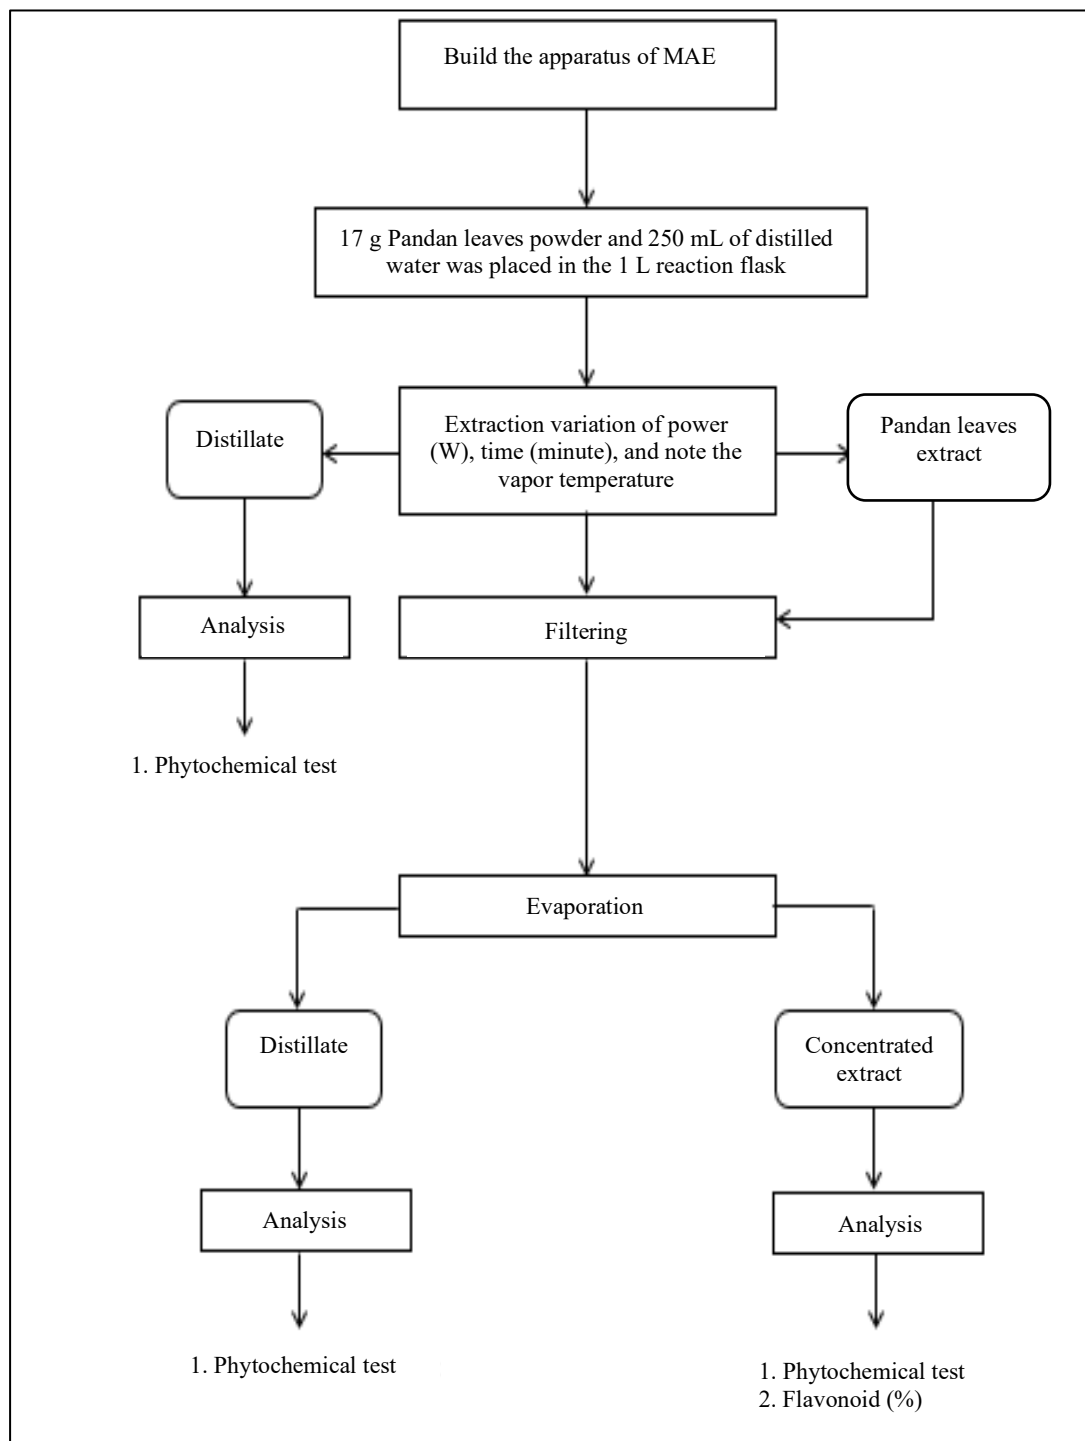 Build the apparatus of MAE
17 g Pandan leaves powder and 250 mL of distilled
water was placed in the 1 L reaction flask
Distillate
Extraction variation of power
(W), time (minute), and note the
vapor temperature
Pandan leaves
extract
Analysis
Filtering
1. Phytochemical test
Evaporation
Distillate
Concentrated
extract
Analysis
Analysis
1. Phytochemical test
1. Phytochemical test
2. Flavonoid (%)